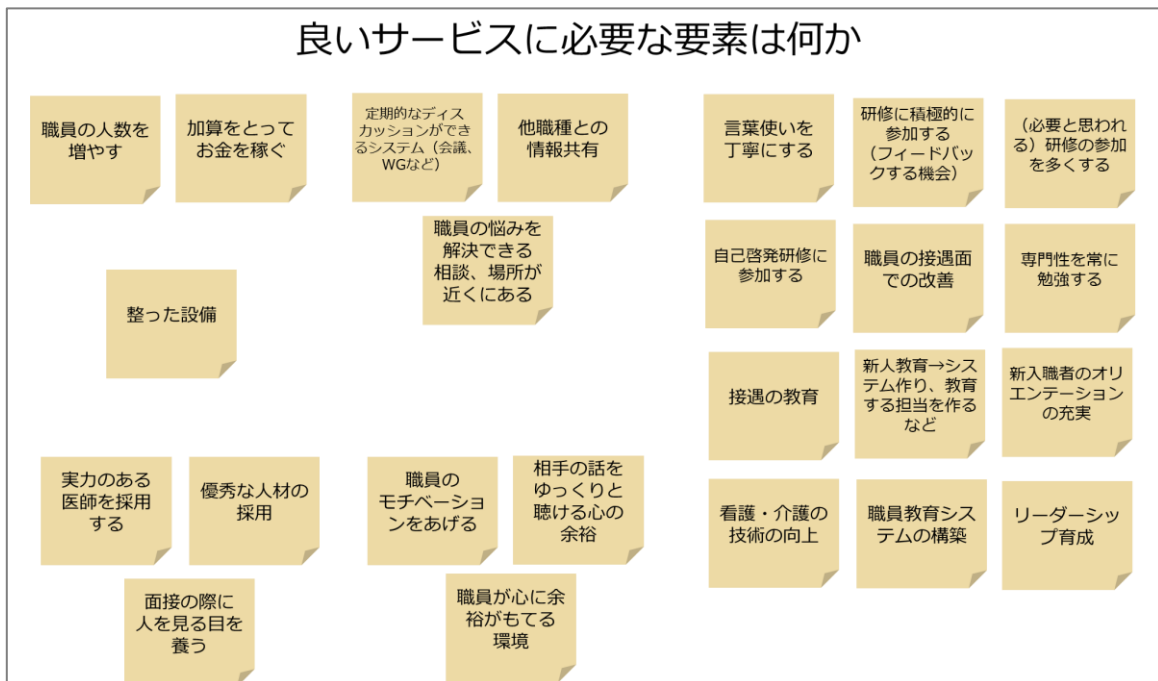 良いサービスに必要な要素は何か
職員の人数を
増やす
加算をとって
お金を稼ぐ
整った設備
定期的なディス
カッションができ
るシステム（会議、
WGなど）
他職種との
情報共有
職員の悩みを
解決できる
相談、場所が
近くにある
言葉使いを
丁寧にする
研修に積極的に
参加する
（フィードバッ
クする機会）
（必要と思われ
る）研修の参加
を多くする
自己啓発研修に
参加する
職員の接遇面
での改善
専門性を常に
勉強する
接遇の教育
新人教育→シス
テム作り、教育
する担当を作る
など
新入職者のオリ
エンテーション
の充実
看護・介護の
技術の向上
職員教育シス
テムの構築
リーダーシッ
プ育成
実力のある
医師を採用
する
優秀な人材の
採用
面接の際に
人を見る目を
養う
職員の
モチベーショ
ンをあげる
相手の話を
ゆっくりと
聴ける心の
余裕
職員が心に余
裕がもてる
環境